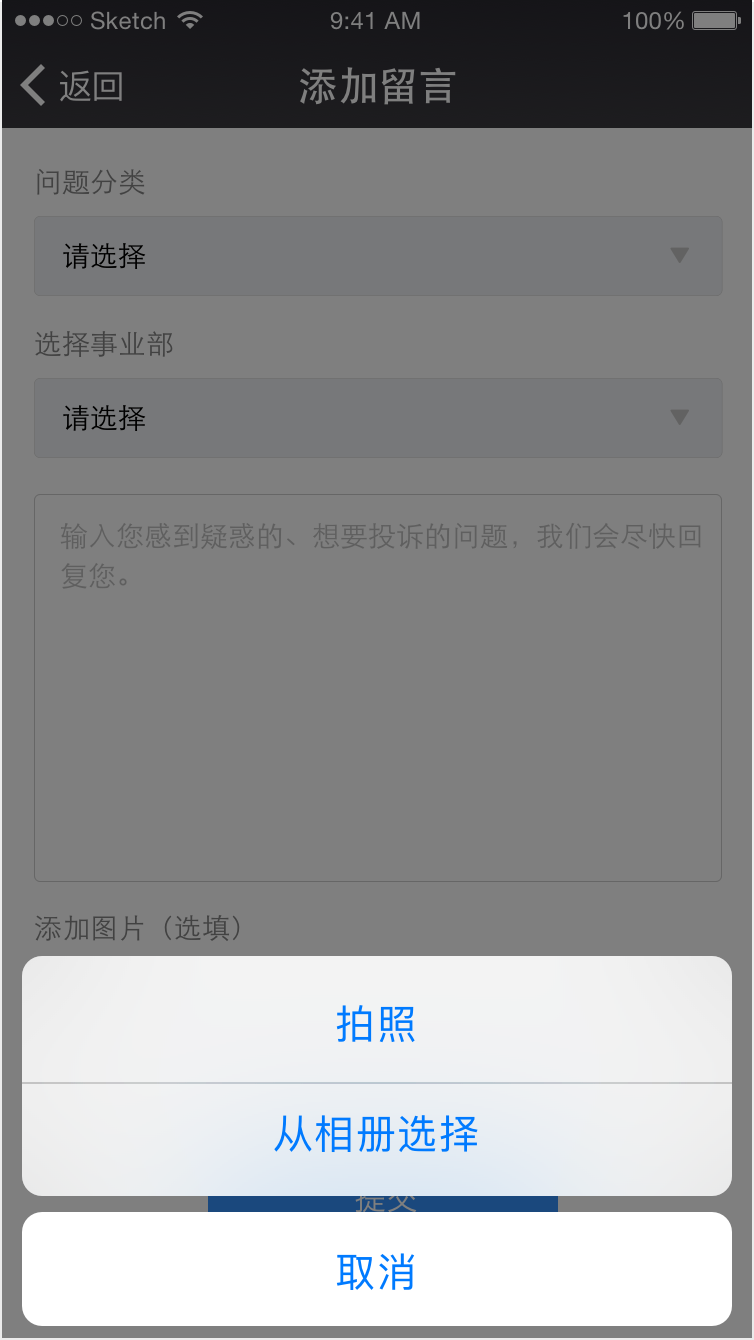 Sketch 9:41 AM 100%
返回 添加留言
问题分类
请选择
选择事业部
请选择
输入您感到疑惑的、想要投诉的问题，我们会尽快回
复您。
添加图片（选填）
拍照
从相册选择
提交
取消